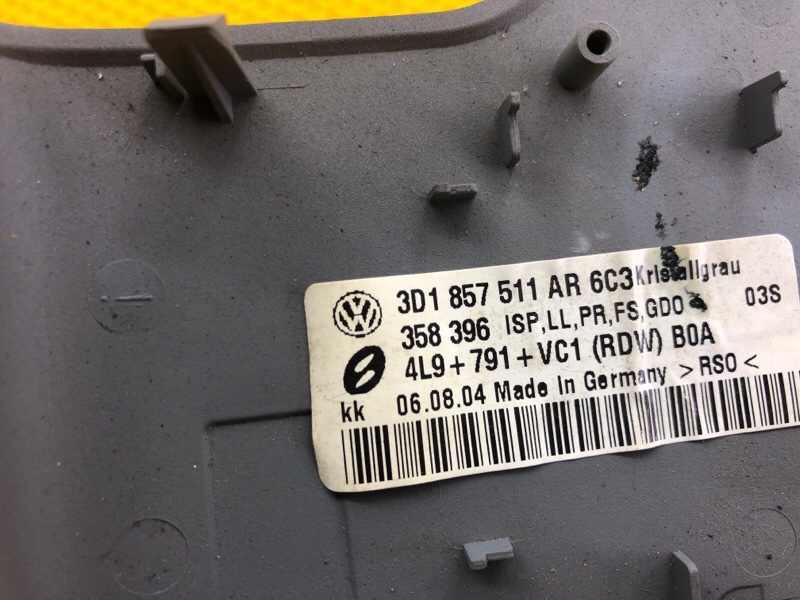 3D1 857 511 AR 6C3 Kristallgrau
358 396 ISP,LL,PR,FS,GDO 03S
4L9+791+VC1 (RDW) B0A
kk 06.08.04 Made In Germany >RSO<